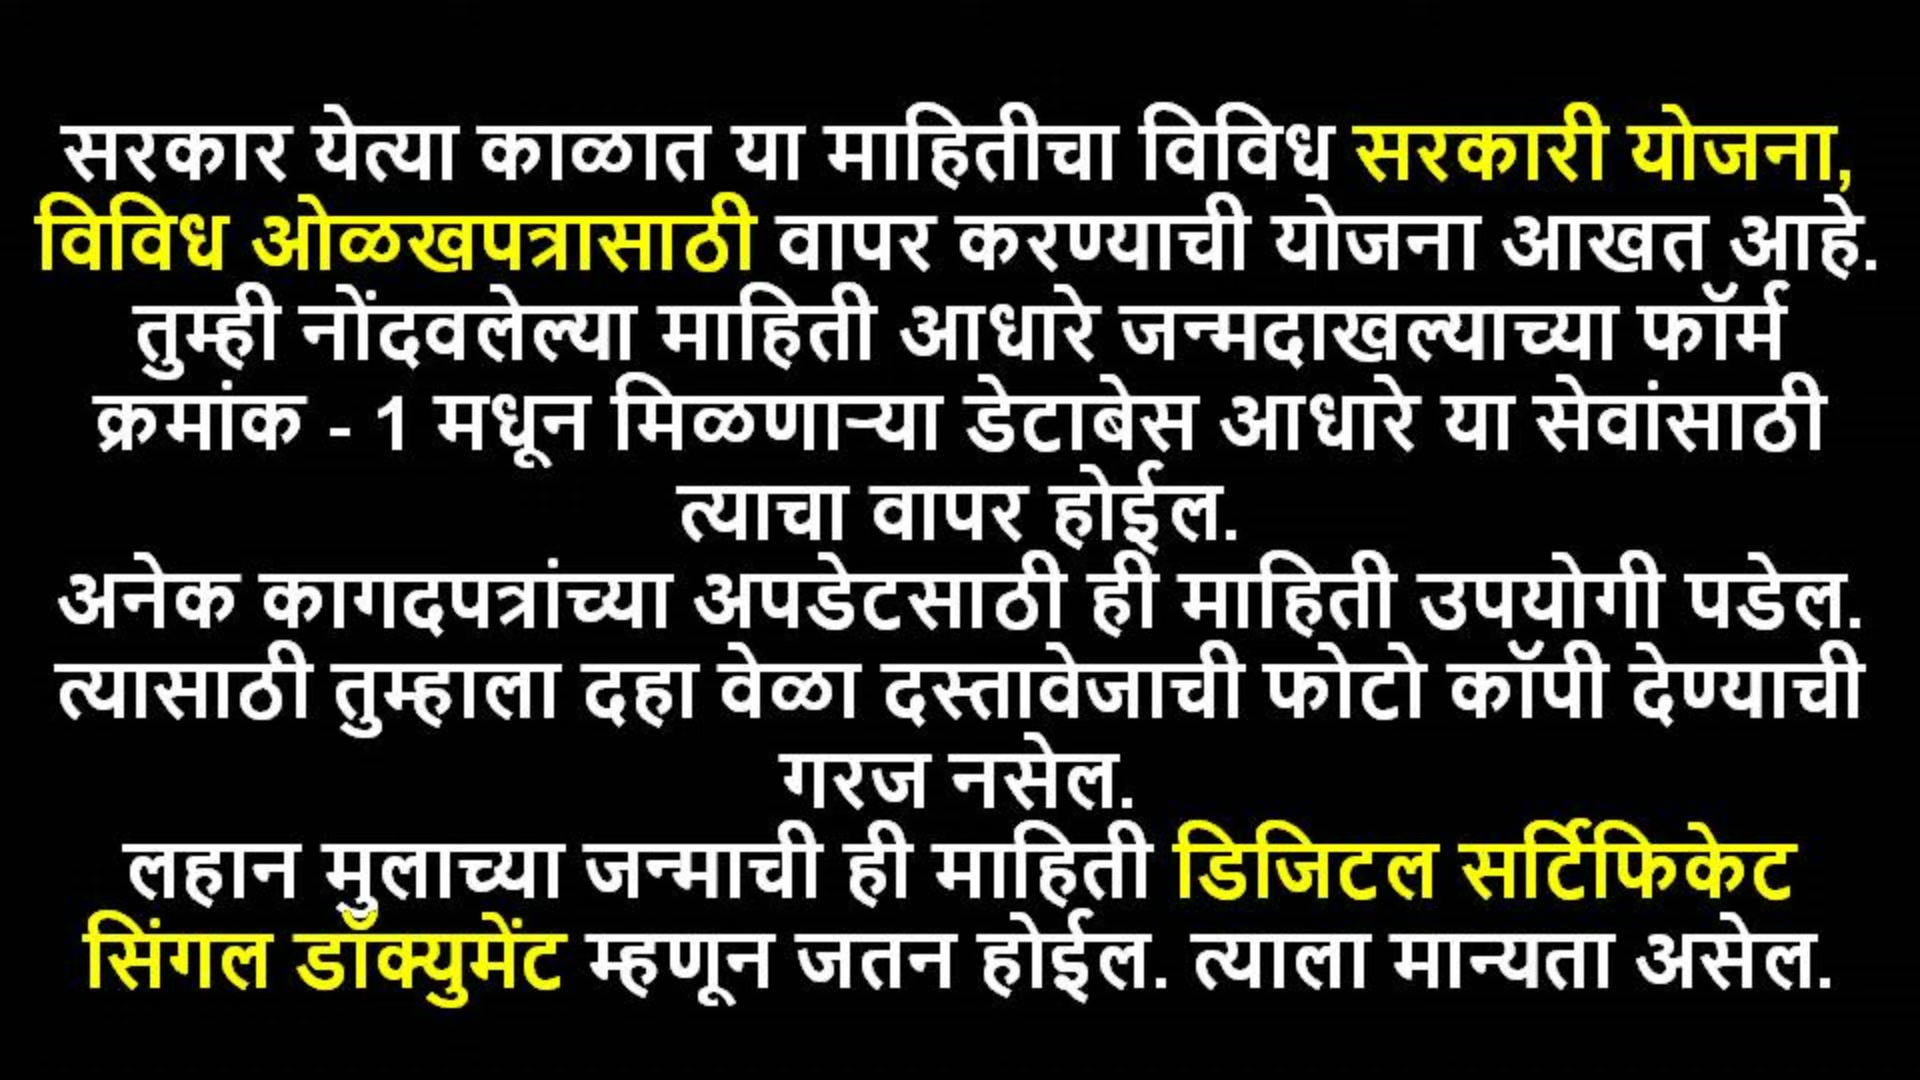 सरकार येत्या काळात या माहितीचा विविध सरकारी योजना,
विविध ओळखपत्रासाठी वापर करण्याची योजना आखत आहे.
तुम्ही नोंदवलेल्या माहिती आधारे जन्मदाखल्याच्या फॉर्म
क्रमांक - 1 मधून मिळणाऱ्या डेटाबेस आधारे या सेवांसाठी
त्याचा वापर होईल.
अनेक कागदपत्रांच्या अपडेटसाठी ही माहिती उपयोगी पडेल.
त्यासाठी तुम्हाला दहा वेळा दस्तावेजाची फोटो कॉपी देण्याची
गरज नसेल.
लहान मुलाच्या जन्माची ही माहिती डिजिटल सर्टिफिकेट
सिंगल डॉक्युमेंट म्हणून जतन होईल. त्याला मान्यता असेल.